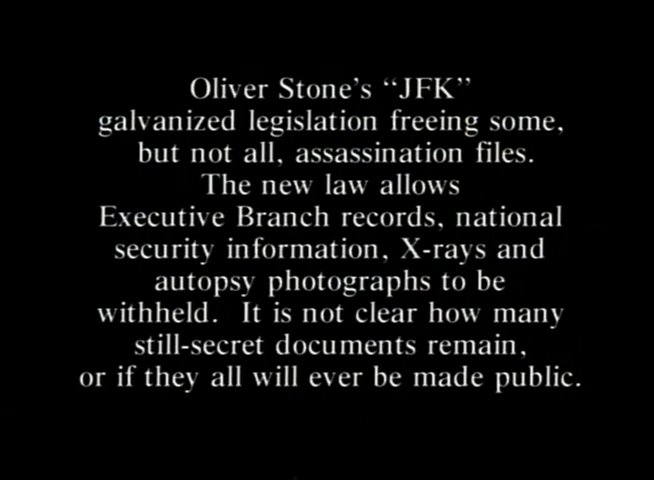 Oliver Stone's “JFK”
galvanized legislation freeing some,
but not all, assassination files.
The new law allows
Executive Branch records, national
security information, X-rays and
autopsy photographs to be
withheld.  It is not clear how many
still-secret documents remain,
or if they all will ever be made public.